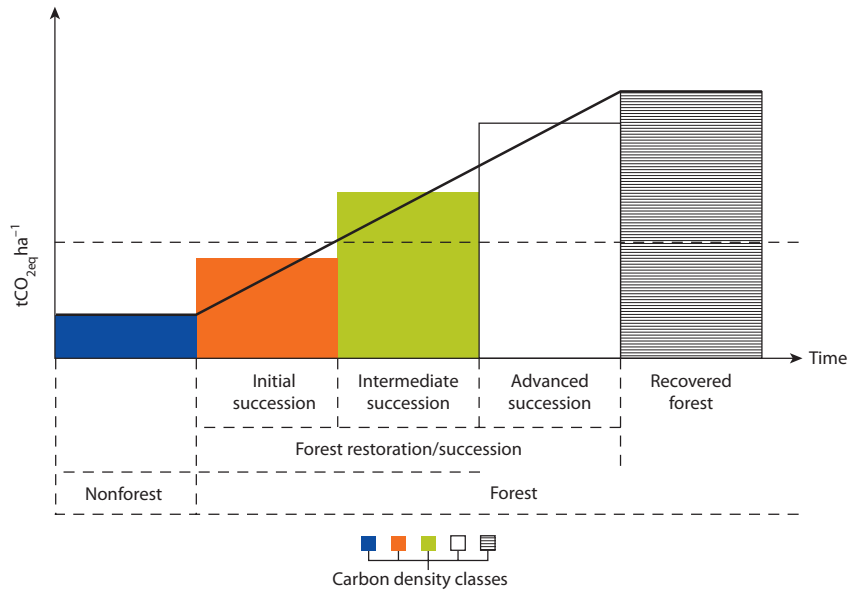 tCO2eq ha−1
Time
Initial
succession
Intermediate
succession
Advanced
succession
Recovered
forest
Forest restoration/succession
Nonforest
Forest
Carbon density classes